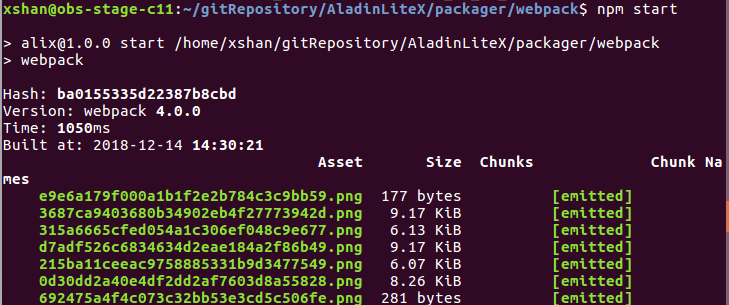 xshan@obs-stage-c11:~/gitRepository/AladinLiteX/packager/webpack$ npm start
> alix@1.0.0 start /home/xshan/gitRepository/AladinLiteX/packager/webpack
> webpack
Hash: ba0155335d22387b8cbd
Version: webpack 4.0.0
Time: 1050ms
Built at: 2018-12-14 14:30:21
Asset Size Chunks Chunk Na
mes
e9e6a179f000a1b1f2e2b784c3c9bb59.png 177 bytes [emitted]
3687ca9403680b34902eb4f27773942d.png 9.17 KiB [emitted]
315a6665cfed054a1c306ef048c9e677.png 6.13 KiB [emitted]
d7adf526c6834634d2eae184a2f86b49.png 9.17 KiB [emitted]
215ba11ceeac9758885331b9d3477549.png 6.07 KiB [emitted]
0d30dd2a40e4df2dd2af7603d8a55828.png 8.26 KiB [emitted]
692475a4f4c073c32bb53e3cd5c506fe.png 281 bytes [emitted]